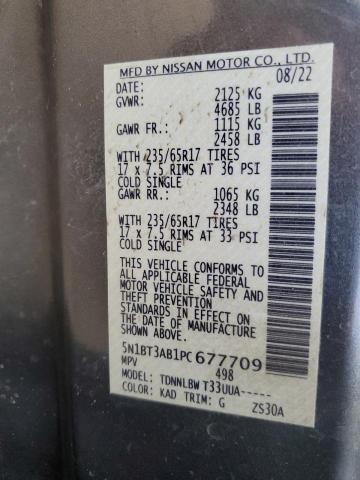 MFD BY NISSAN MOTOR CO., LTD.
DATE: 08/22
GVWR: 2125 KG
4685 LB
GAWR FR.: 1115 KG
2458 LB
WITH 235/65R17 TIRES
17 x 7.5 RIMS AT 36 PSI
COLD SINGLE
GAWR RR.: 1065 KG
2348 LB
WITH 235/65R17 TIRES
17 x 7.5 RIMS AT 33 PSI
COLD SINGLE
THIS VEHICLE CONFORMS TO
ALL APPLICABLE FEDERAL
MOTOR VEHICLE SAFETY AND
THEFT PREVENTION
STANDARDS IN EFFECT ON
THE DATE OF MANUFACTURE
SHOWN ABOVE.
5N1BT3AB1PC677709
MPV 498
MODEL: TDNNLBW T33UUA-----
COLOR: KAD TRIM: G ZS30A